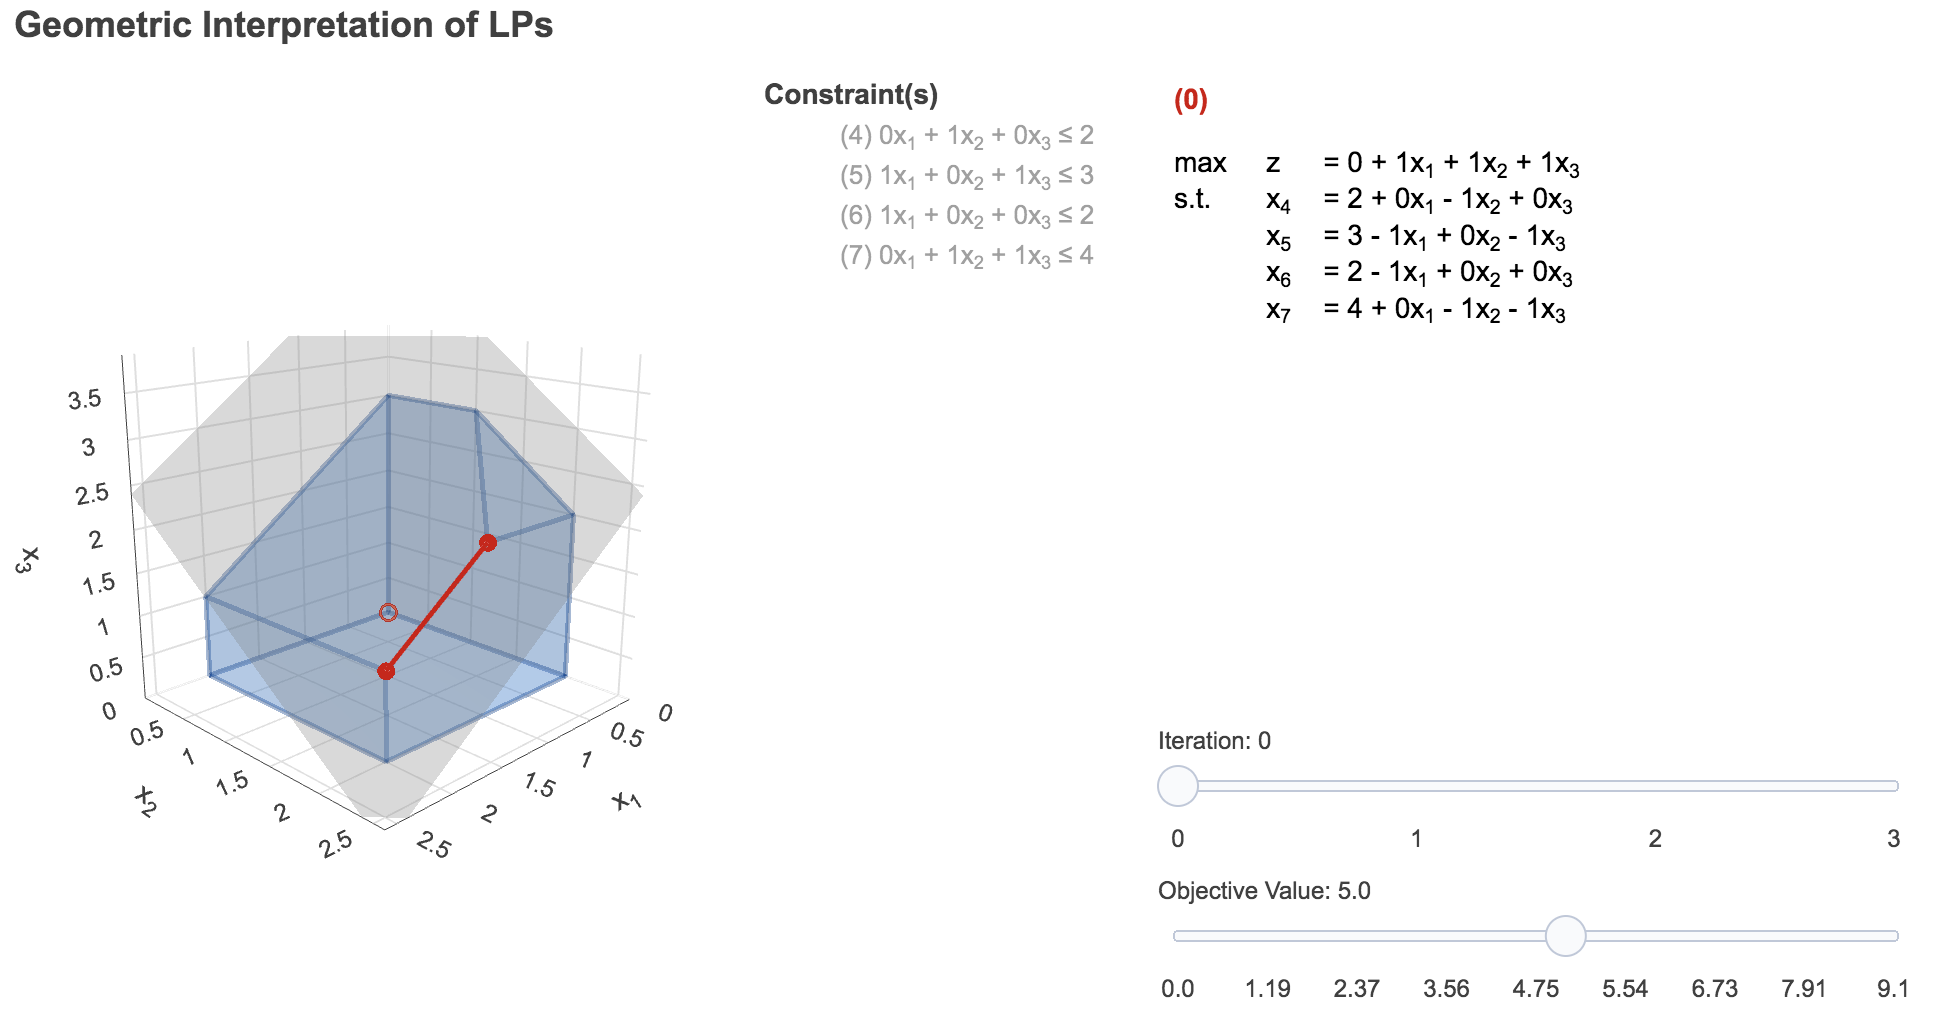 Geometric Interpretation of LPs
Constraint(s)
(4) 0x₁ + 1x₂ + 0x₃ ≤ 2
(5) 1x₁ + 0x₂ + 1x₃ ≤ 3
(6) 1x₁ + 0x₂ + 0x₃ ≤ 2
(7) 0x₁ + 1x₂ + 1x₃ ≤ 4
(0)
max z = 0 + 1x₁ + 1x₂ + 1x₃
s.t. x₄ = 2 + 0x₁ - 1x₂ + 0x₃
x₅ = 3 - 1x₁ + 0x₂ - 1x₃
x₆ = 2 - 1x₁ + 0x₂ + 0x₃
x₇ = 4 + 0x₁ - 1x₂ - 1x₃
3.5
3
2.5
2
1.5
1
0.5
0
x₃
0.5
1
1.5
2
2.5
x₂
0
0.5
1
1.5
2
2.5
x₁
Iteration: 0
0 1 2 3
Objective Value: 5.0
0.0 1.19 2.37 3.56 4.75 5.54 6.73 7.91 9.1